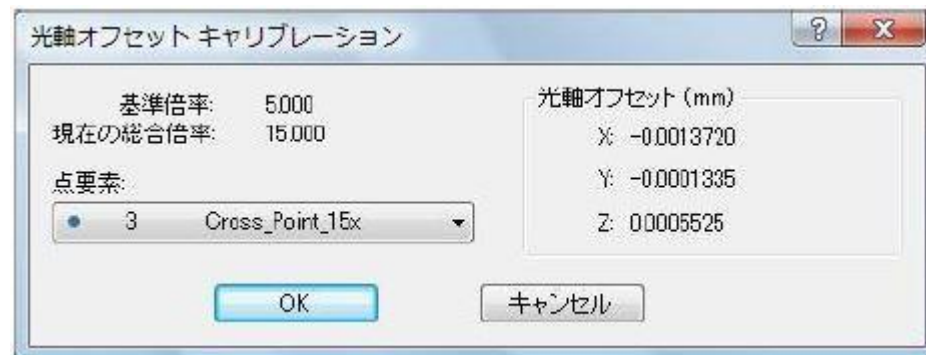 光軸オフセット キャリブレーション
基準倍率: 5.000
現在の総合倍率: 15.000
点要素:
3 Cross_Point_15x
光軸オフセット (mm)
X: -0.0013720
Y: -0.0001335
Z: 0.0005525
OK
キャンセル